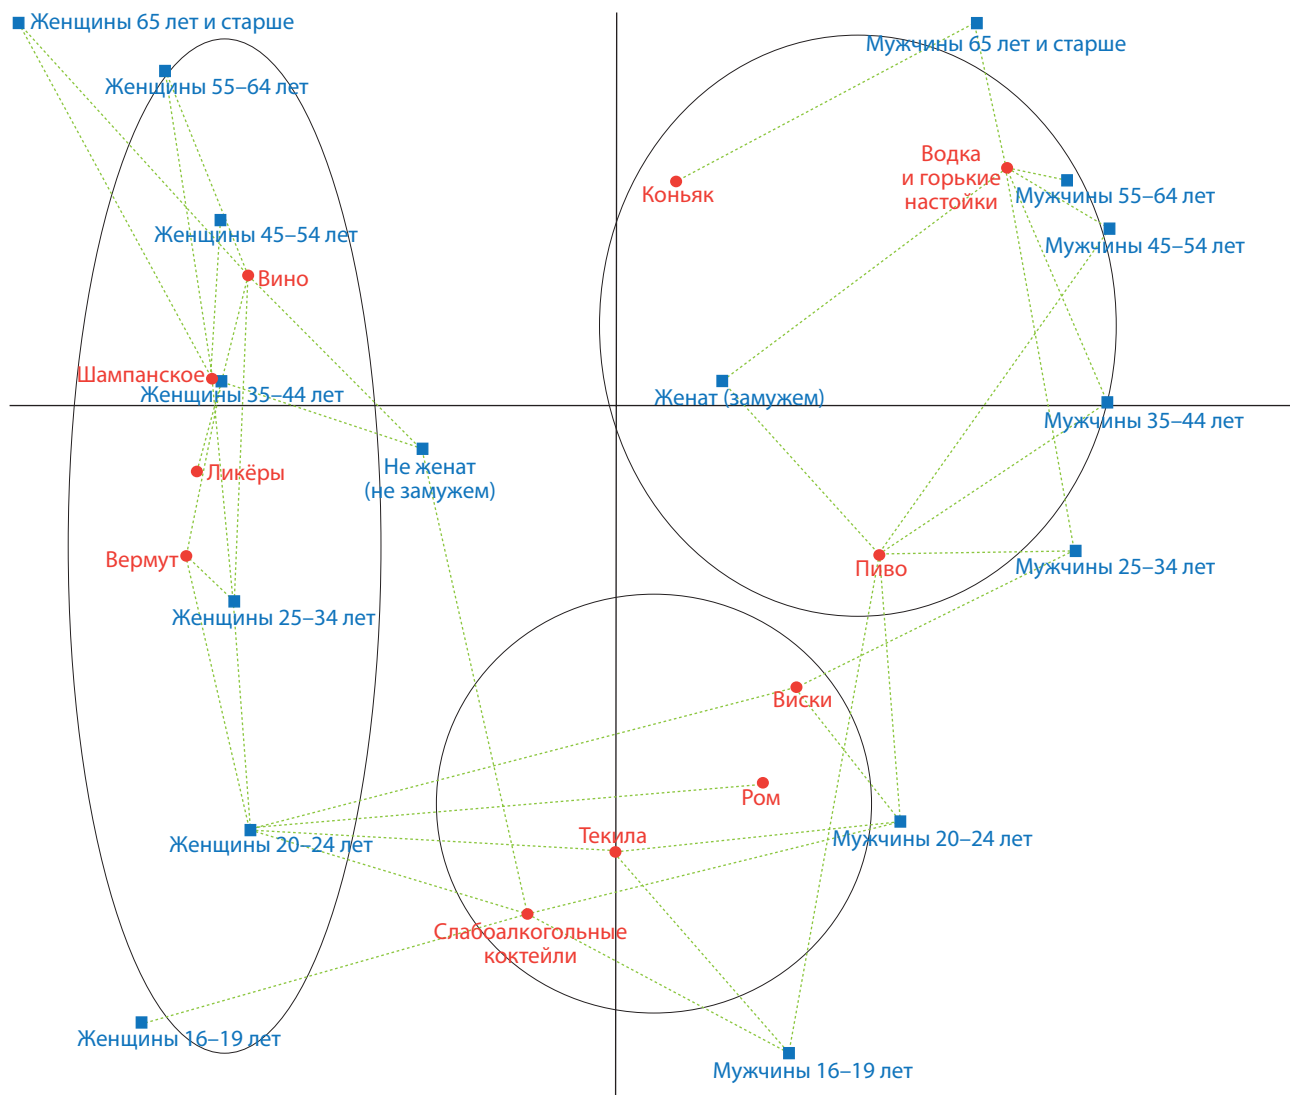 Женщины 65 лет и старше
Мужчины 65 лет и старше
Женщины 55–64 лет
Водка
и горькие
настойки
Коньяк
Мужчины 55–64 лет
Женщины 45–54 лет
Мужчины 45–54 лет
Вино
Шампанское
Женщины 35–44 лет
Женат (замужем)
Мужчины 35–44 лет
Не женат
(не замужем)
Ликёры
Вермут
Пиво
Мужчины 25–34 лет
Женщины 25–34 лет
Виски
Ром
Текила
Мужчины 20–24 лет
Женщины 20–24 лет
Слабоалкогольные
коктейли
Женщины 16–19 лет
Мужчины 16–19 лет